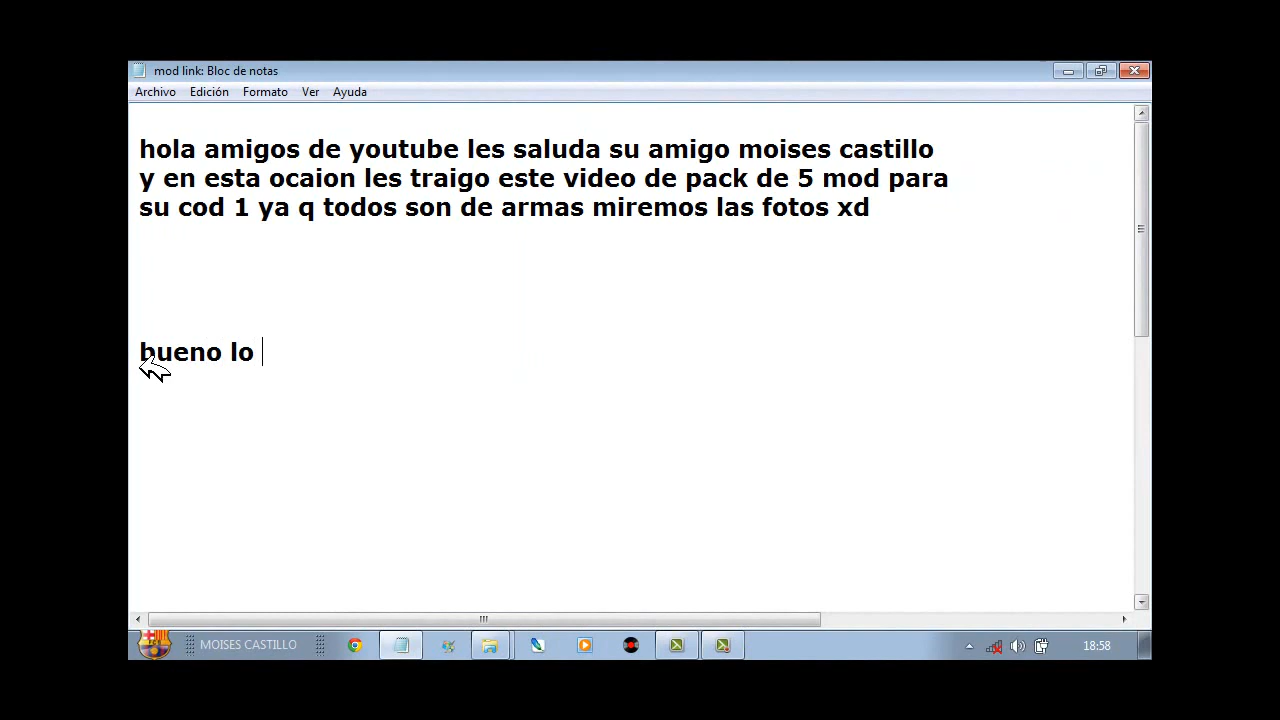 mod link: Bloc de notas
Archivo Edición Formato Ver Ayuda
hola amigos de youtube les saluda su amigo moises castillo
y en esta ocaion les traigo este video de pack de 5 mod para
su cod 1 ya q todos son de armas miremos las fotos xd
bueno lo
MOISES CASTILLO 18:58